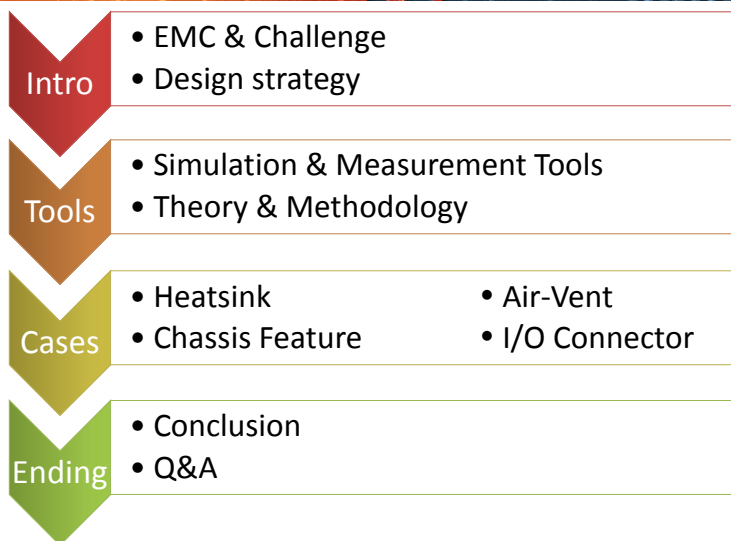 Intro
• EMC & Challenge
• Design strategy
Tools
• Simulation & Measurement Tools
• Theory & Methodology
Cases
• Heatsink
• Chassis Feature
• Air-Vent
• I/O Connector
Ending
• Conclusion
• Q&A